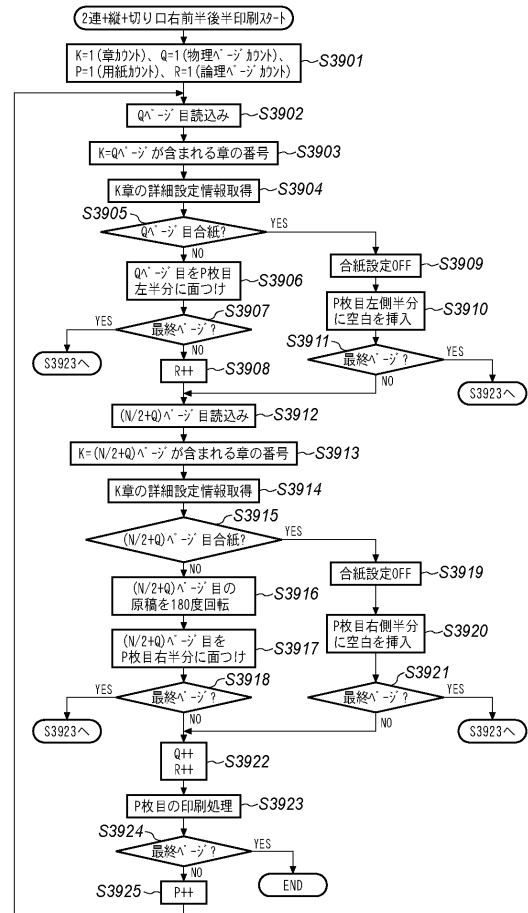 2連+縦+切り口右前半後半印刷スタート
K=1(章カウント)、Q=1(物理ページカウント)、
P=1(用紙カウント)、R=1(論理ページカウント)
S3901
Qページ目読込み
S3902
K=Qページが含まれる章の番号
S3903
K章の詳細設定情報取得
S3904
S3905
Qページ目合紙?
YES
NO
Qページ目をP枚目
左半分に面つけ
S3906
合紙設定OFF
S3909
P枚目左側半分
に空白を挿入
S3910
S3907
YES
最終ページ?
NO
S3911
最終ページ?
YES
NO
S3923へ
R++
S3908
S3923へ
(N/2+Q)ページ目読込み
S3912
K=(N/2+Q)ページが含まれる章の番号
S3913
K章の詳細設定情報取得
S3914
S3915
(N/2+Q)ページ目合紙?
YES
NO
(N/2+Q)ページ目の
原稿を180度回転
S3916
合紙設定OFF
S3919
(N/2+Q)ページ目を
P枚目右半分に面つけ
S3917
P枚目右側半分
に空白を挿入
S3920
S3918
YES
最終ページ?
NO
S3921
最終ページ?
YES
NO
S3923へ
S3923へ
Q++
R++
S3922
P枚目の印刷処理
S3923
S3924
最終ページ?
YES
NO
S3925
P++
END